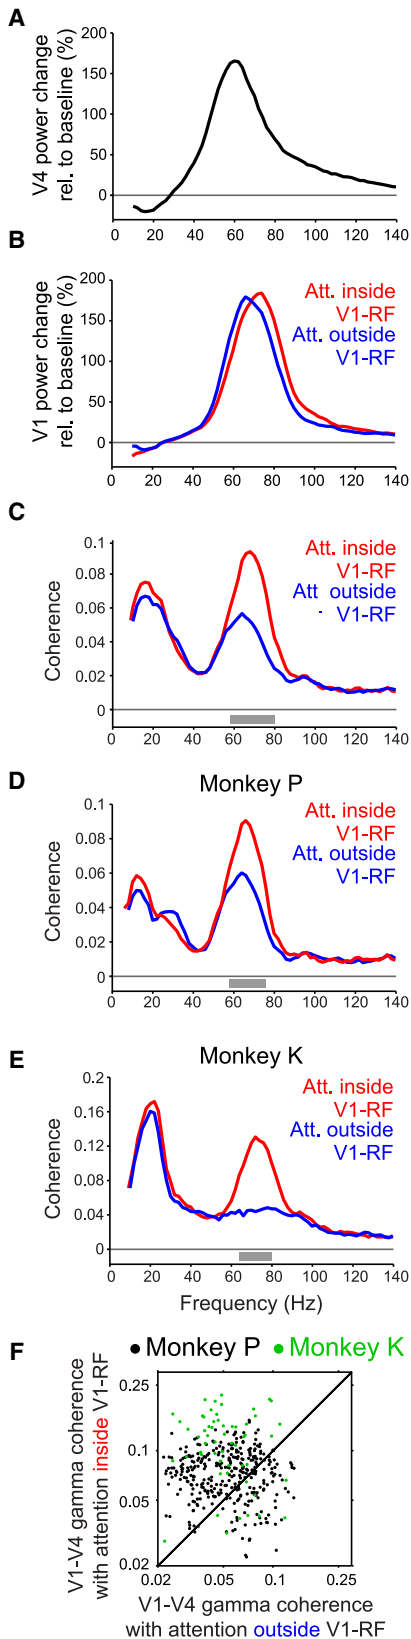 A
V4 power change
rel. to baseline (%)
200
150
100
50
0
0 20 40 60 80 100 120 140
B
V1 power change
rel. to baseline (%)
200
150
100
50
0
Att. inside
V1-RF
Att. outside
V1-RF
0 20 40 60 80 100 120 140
C
Coherence
0.1
0.08
0.06
0.04
0.02
0
Att. inside
V1-RF
Att outside
V1-RF
0 20 40 60 80 100 120 140
D
Monkey P
Coherence
0.1
0.08
0.06
0.04
0.02
0
Att. inside
V1-RF
Att. outside
V1-RF
0 20 40 60 80 100 120 140
E
Monkey K
Coherence
0.2
0.16
0.12
0.08
0.04
0
Att. inside
V1-RF
Att. outside
V1-RF
0 20 40 60 80 100 120 140
Frequency (Hz)
F
Monkey P Monkey K
V1-V4 gamma coherence
with attention inside V1-RF
0.25
0.1
0.05
0.02
0.02 0.05 0.1 0.25
V1-V4 gamma coherence
with attention outside V1-RF